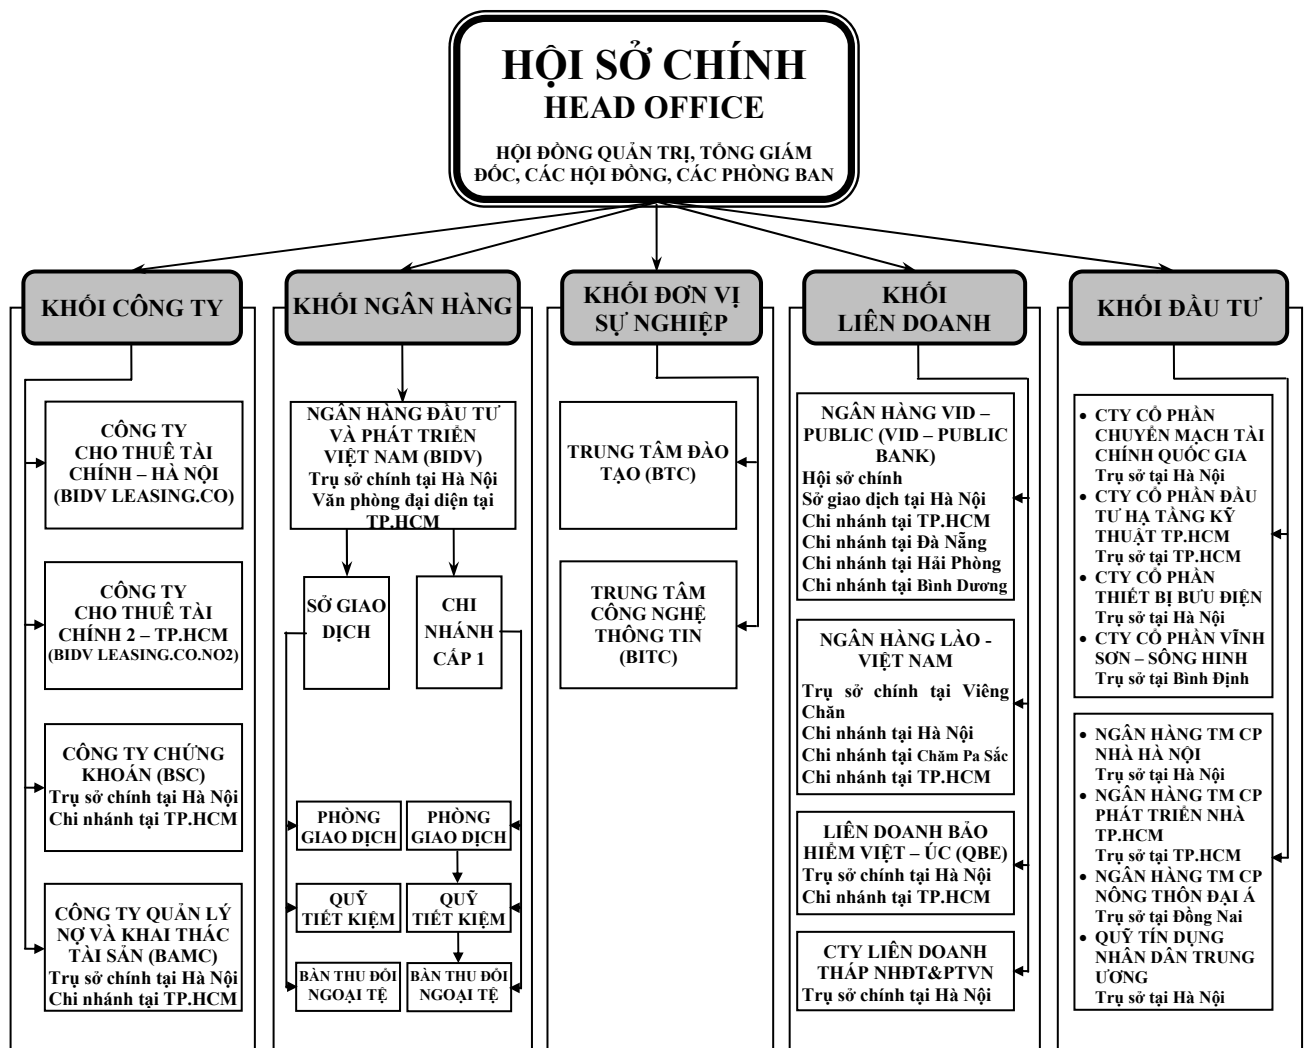 HỘI SỞ CHÍNH
HEAD OFFICE
HỘI ĐỒNG QUẢN TRỊ, TỔNG GIÁM
ĐỐC, CÁC HỘI ĐỒNG, CÁC PHÒNG BAN
KHỐI CÔNG TY
CÔNG TY
CHO THUÊ TÀI
CHÍNH – HÀ NỘI
(BIDV LEASING.CO)
CÔNG TY
CHO THUÊ TÀI
CHÍNH 2 – TP.HCM
(BIDV LEASING.CO.NO2)
CÔNG TY CHỨNG
KHOÁN (BSC)
Trụ sở chính tại Hà Nội
Chi nhánh tại TP.HCM
CÔNG TY QUẢN LÝ
NỢ VÀ KHAI THÁC
TÀI SẢN (BAMC)
Trụ sở chính tại Hà Nội
Chi nhánh tại TP.HCM
KHỐI NGÂN HÀNG
NGÂN HÀNG ĐẦU TƯ
VÀ PHÁT TRIỂN
VIỆT NAM (BIDV)
Trụ sở chính tại Hà Nội
Văn phòng đại diện tại
TP.HCM
SỞ GIAO
DỊCH
CHI
NHÁNH
CẤP 1
PHÒNG
GIAO DỊCH
PHÒNG
GIAO DỊCH
QUỸ
TIẾT KIỆM
QUỸ
TIẾT KIỆM
BÀN THU ĐỔI
NGOẠI TỆ
BÀN THU ĐỔI
NGOẠI TỆ
KHỐI ĐƠN VỊ
SỰ NGHIỆP
TRUNG TÂM ĐÀO
TẠO (BTC)
TRUNG TÂM
CÔNG NGHỆ
THÔNG TIN
(BITC)
KHỐI
LIÊN DOANH
NGÂN HÀNG VID –
PUBLIC (VID – PUBLIC
BANK)
Hội sở chính
Sở giao dịch tại Hà Nội
Chi nhánh tại TP.HCM
Chi nhánh tại Đà Nẵng
Chi nhánh tại Hải Phòng
Chi nhánh tại Bình Dương
NGÂN HÀNG LÀO -
VIỆT NAM
Trụ sở chính tại Viêng
Chăn
Chi nhánh tại Hà Nội
Chi nhánh tại Chăm Pa Sắc
Chi nhánh tại TP.HCM
LIÊN DOANH BẢO
HIỂM VIỆT – ÚC (QBE)
Trụ sở chính tại Hà Nội
Chi nhánh tại TP.HCM
CTY LIÊN DOANH
THÁP NHĐT&PTVN
Trụ sở chính tại Hà Nội
KHỐI ĐẦU TƯ
• CTY CỔ PHẦN
CHUYỂN MẠCH TÀI
CHÍNH QUỐC GIA
Trụ sở tại Hà Nội
• CTY CỔ PHẦN ĐẦU
TƯ HẠ TẦNG KỸ
THUẬT TP.HCM
Trụ sở tại TP.HCM
• CTY CỔ PHẦN
THIẾT BỊ BƯU ĐIỆN
Trụ sở tại Hà Nội
• CTY CỔ PHẦN VĨNH
SƠN – SÔNG HINH
Trụ sở tại Bình Định
• NGÂN HÀNG TM CP
NHÀ HÀ NỘI
Trụ sở tại Hà Nội
• NGÂN HÀNG TM CP
PHÁT TRIỂN NHÀ
TP.HCM
Trụ sở tại TP.HCM
• NGÂN HÀNG TM CP
NÔNG THÔN ĐẠI Á
Trụ sở tại Đồng Nai
• QUỸ TÍN DỤNG
NHÂN DÂN TRUNG
ƯƠNG
Trụ sở tại Hà Nội